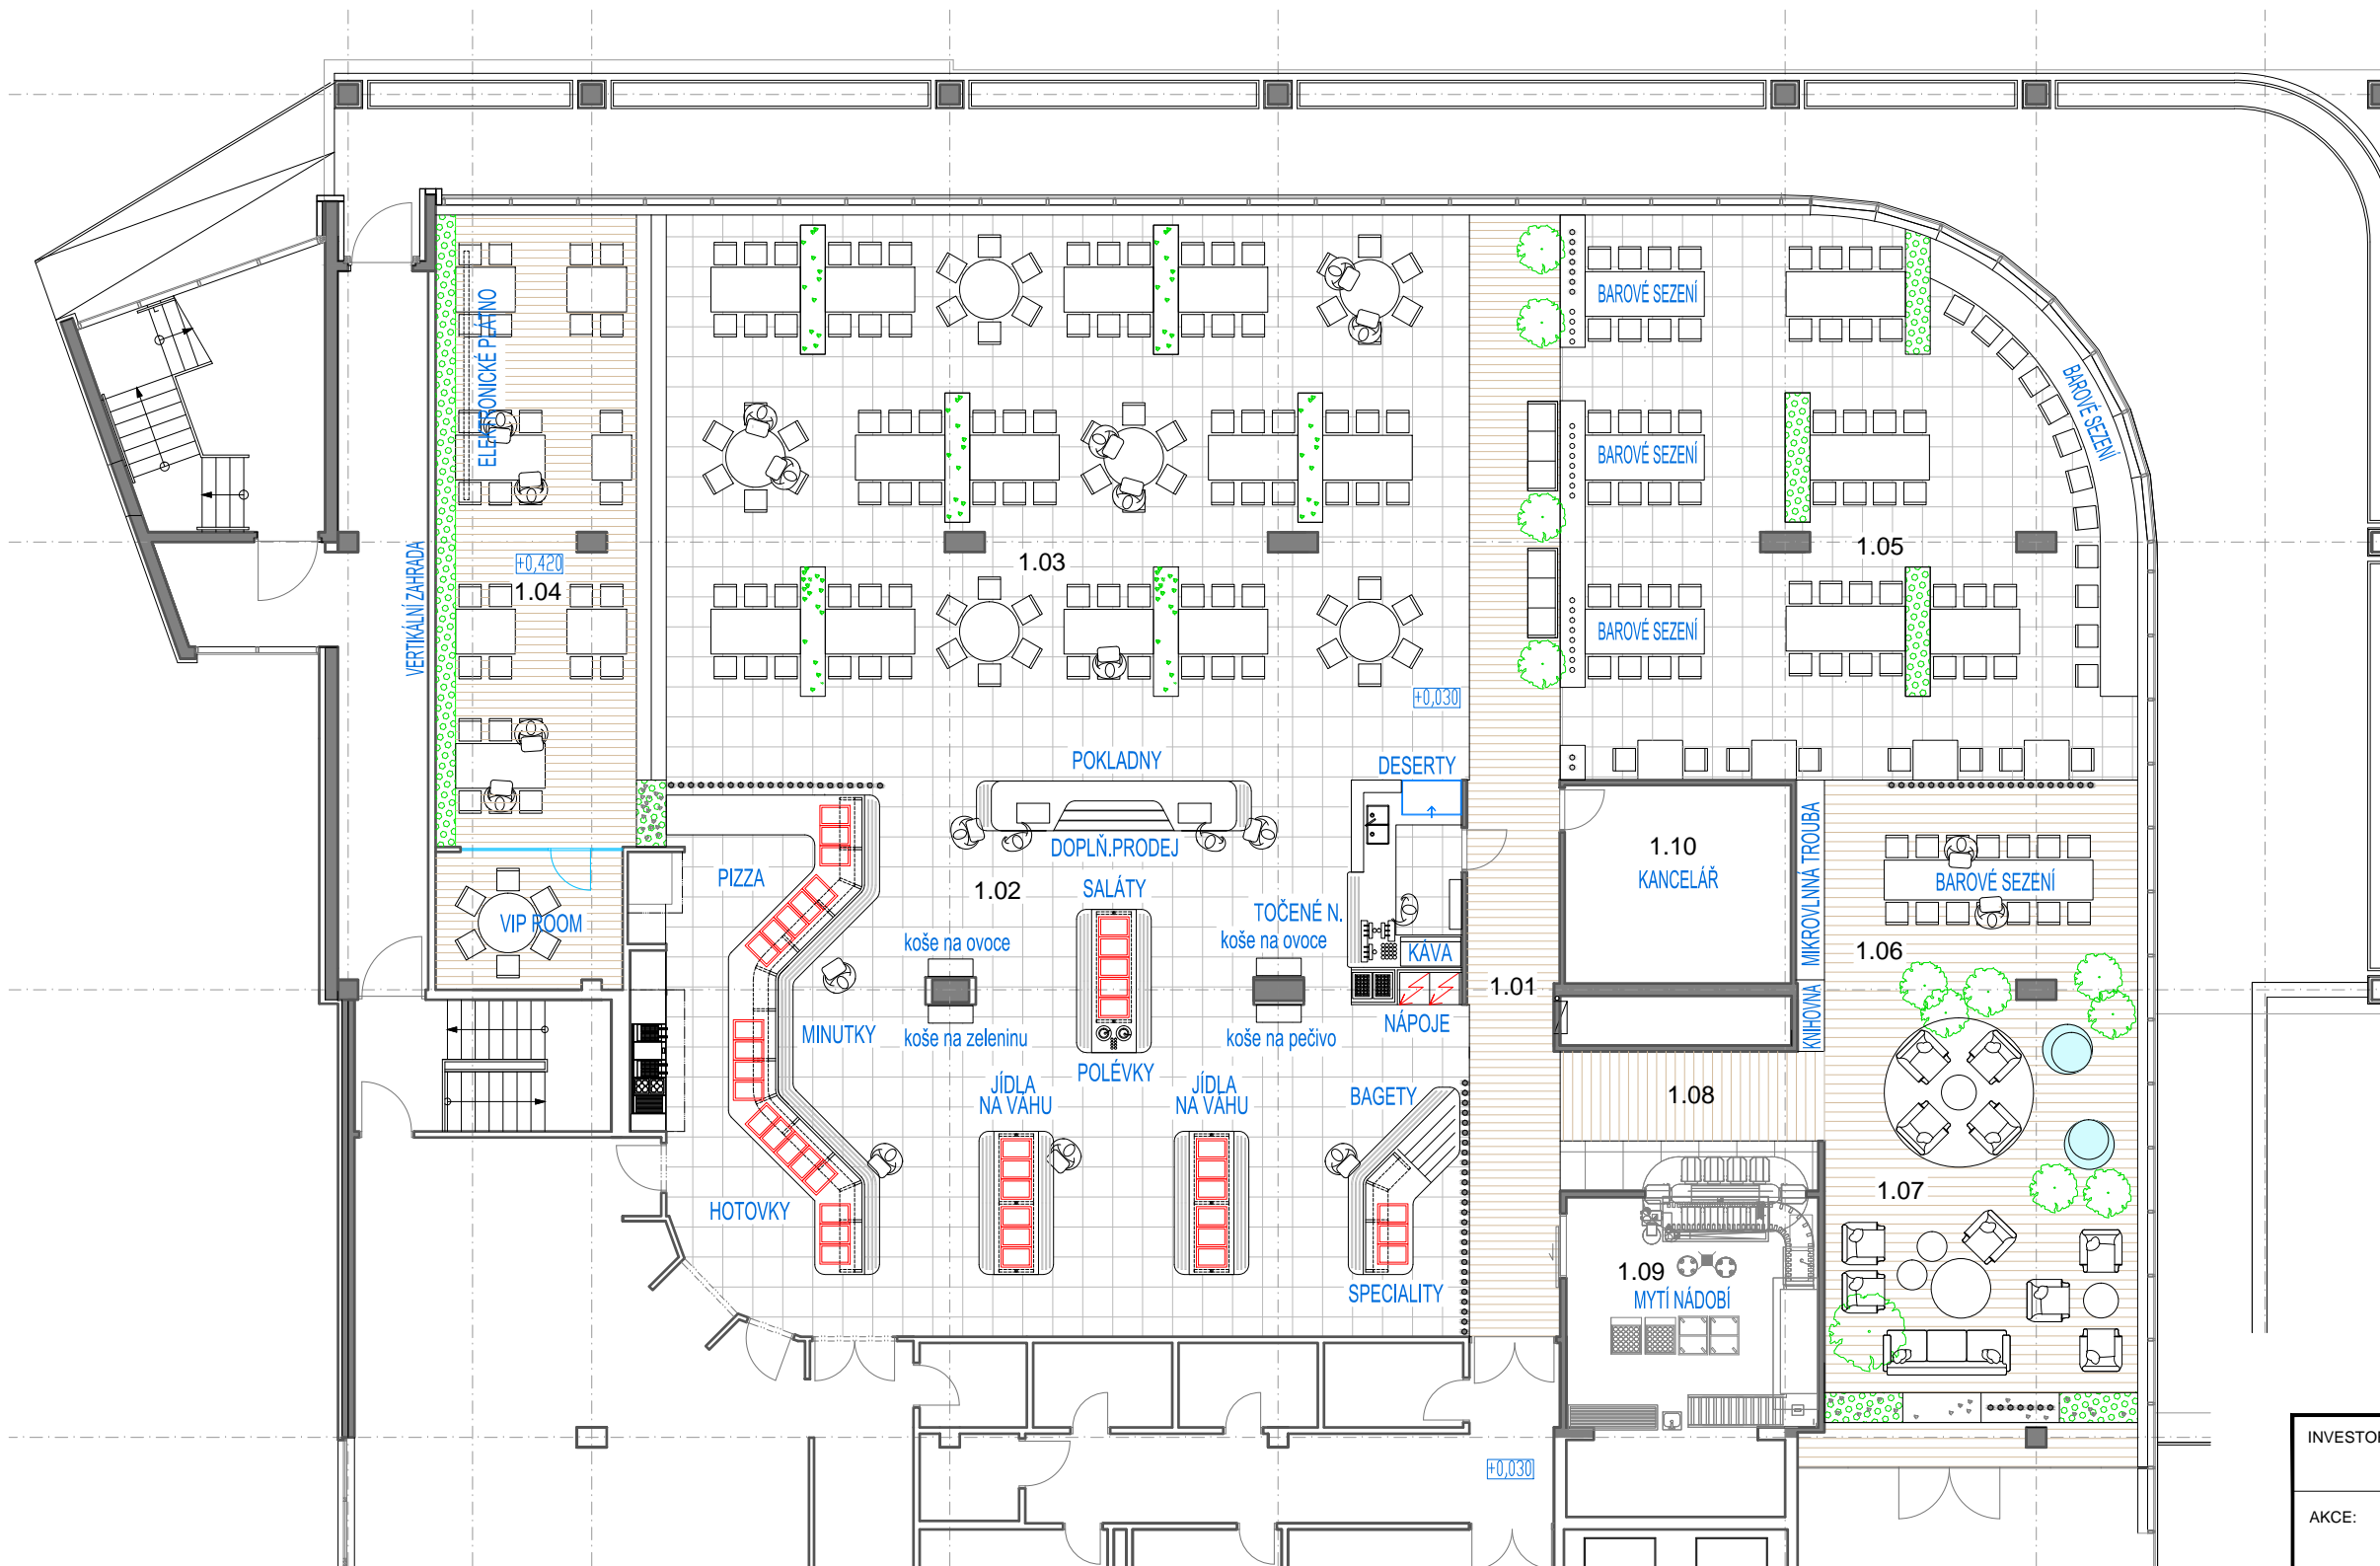 ELEKTRONICKÉ PLÁTNO
BAROVÉ SEZENÍ
BAROVÉ SEZENÍ
BAROVÉ SEZENÍ
BAROVÉ SEZENÍ
VERTIKÁLNÍ ZAHRADA
+0,420
1.04
1.03
1.05
+0,030
POKLADNY
DESERTY
DOPLŇ.PRODEJ
PIZZA
1.02
SALÁTY
TOČENÉ N.
1.10
KANCELÁŘ
MIKROVLNNÁ TROUBA
BAROVÉ SEZENÍ
VIP ROOM
koše na ovoce
koše na ovoce
KÁVA
1.06
1.01
KNIHOVNA
MINUTKY
koše na zeleninu
koše na pečivo
NÁPOJE
POLÉVKY
JÍDLA
NA VÁHU
JÍDLA
NA VÁHU
BAGETY
1.08
HOTOVKY
1.07
SPECIALITY
1.09
MYTÍ NÁDOBÍ
+0,030
INVESTO
AKCE: